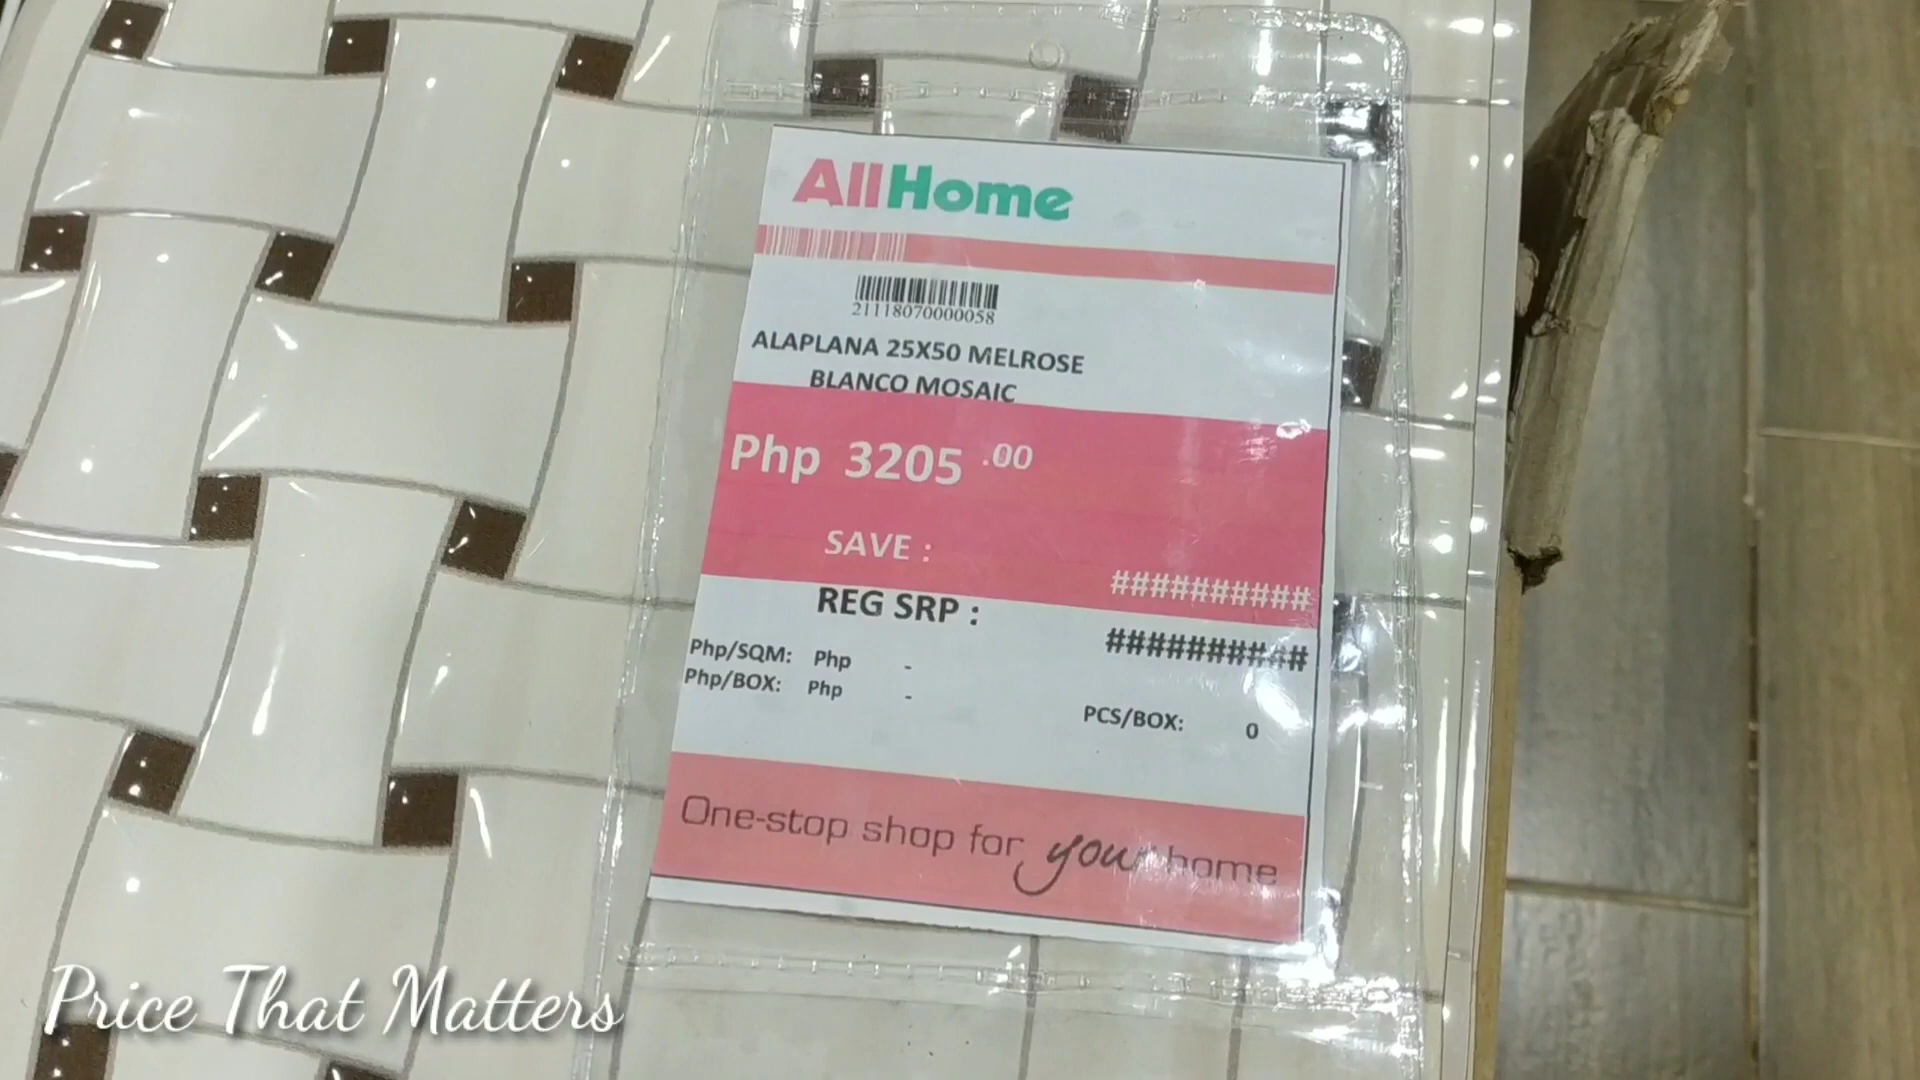 AllHome
21118070000058
ALAPLANA 25X50 MELROSE
BLANCO MOSAIC
Php 3205 .00
SAVE :
##########
REG SRP :
##########
Php/SQM: Php -
Php/BOX: Php -
PCS/BOX: 0
One-stop shop for your home
Price That Matters